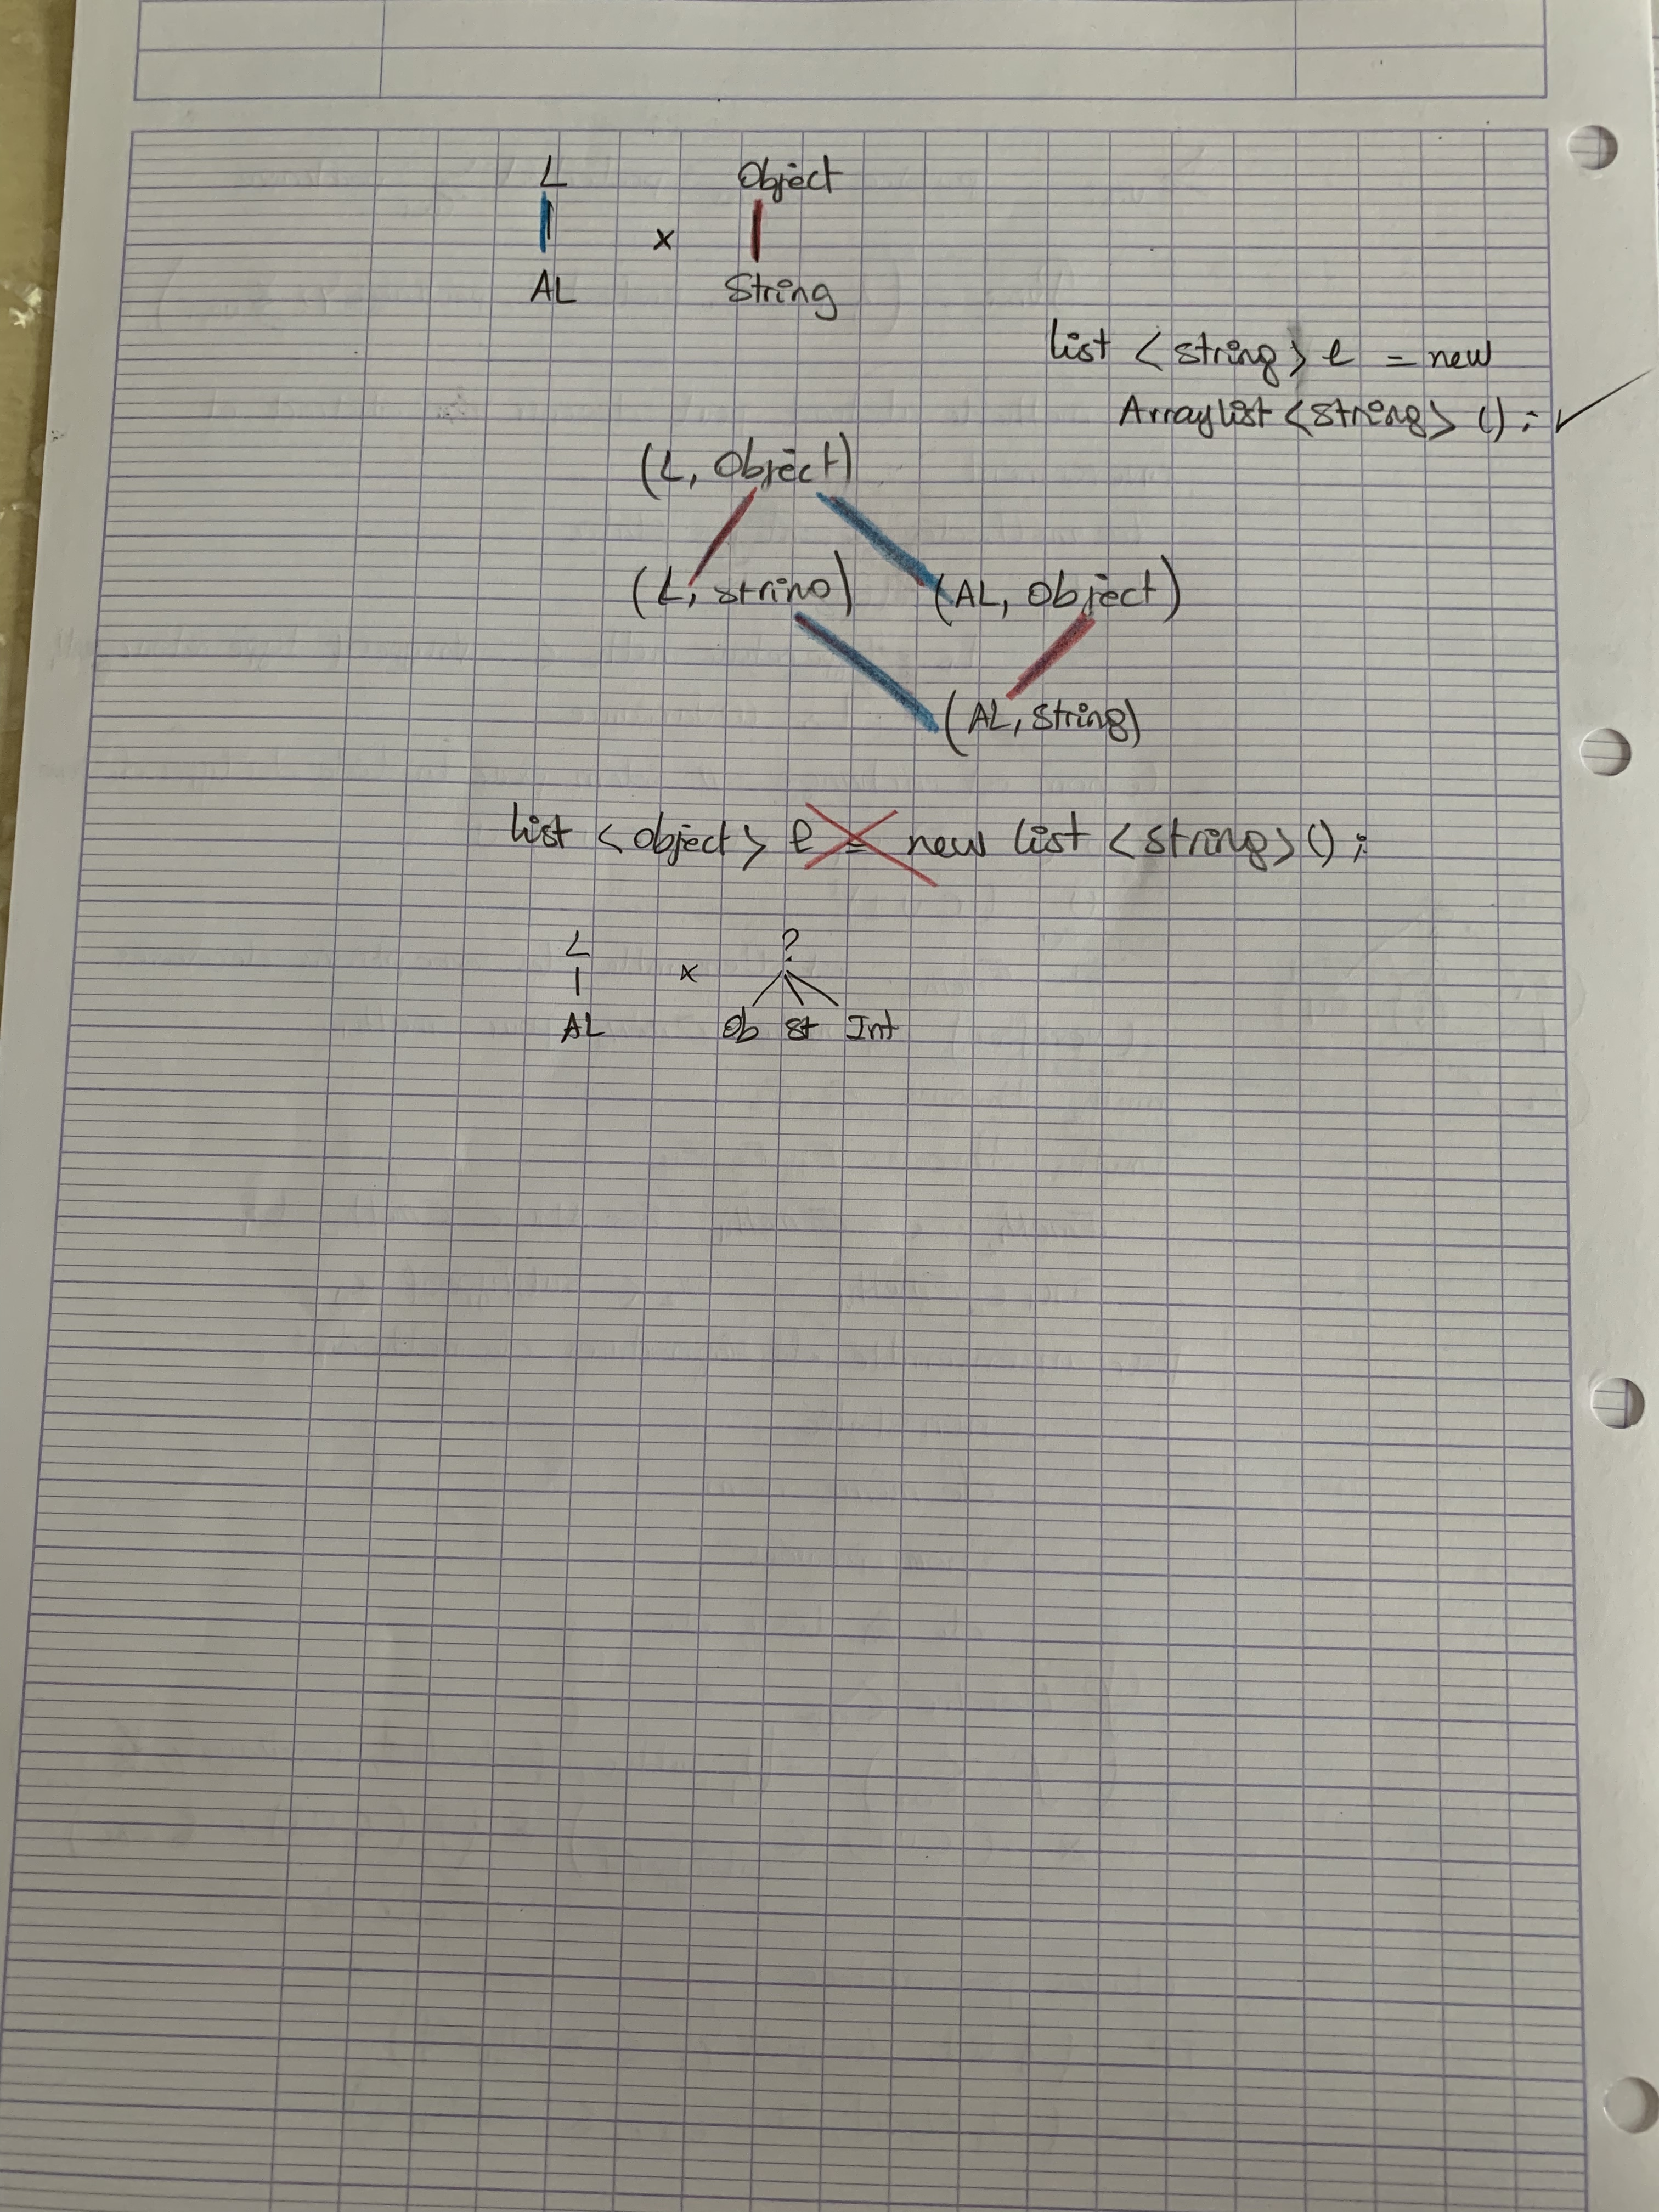 L Object
x
AL String
list <string> l = new
Arraylist <string> () ;
(L, Object)
(L, string) (AL, Object)
(AL, string)
list <object> l = new list <string> () ;
L ?
x
AL Ob St Int